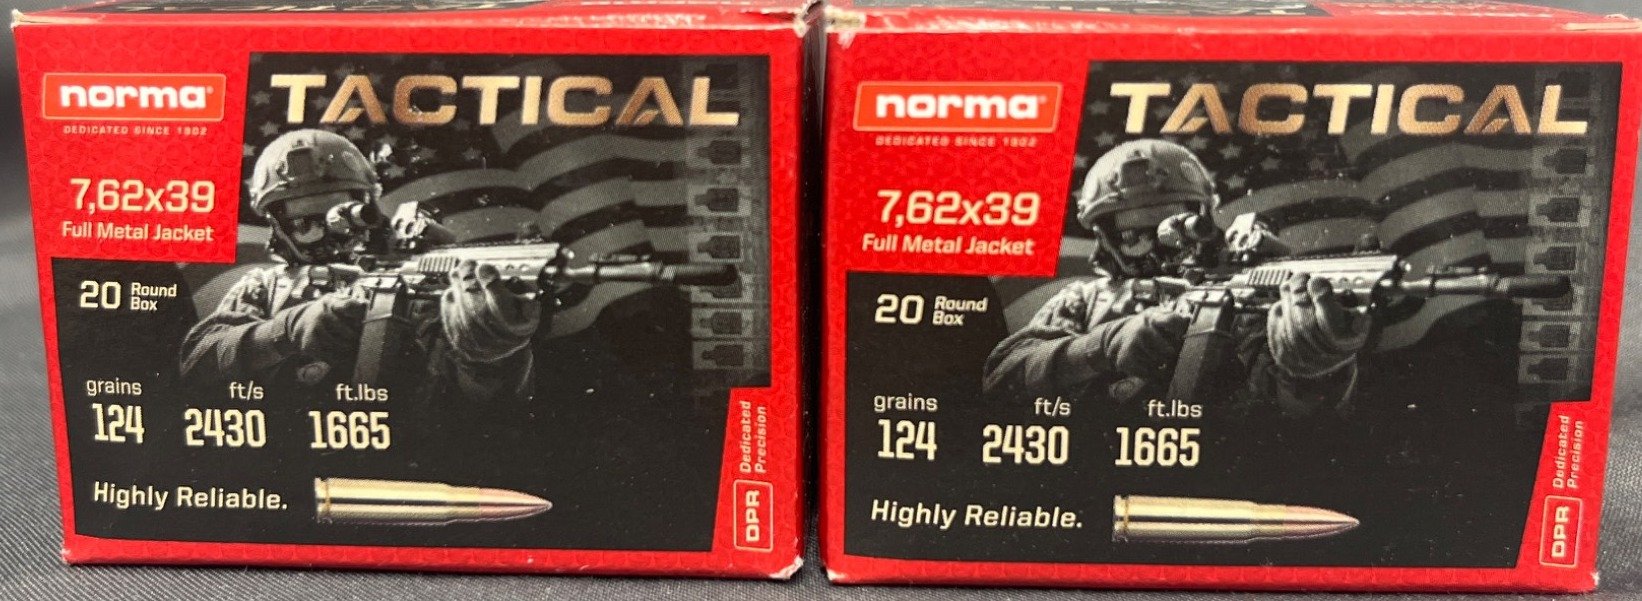 norma
DEDICATED SINCE 1902
TACTICAL
7,62x39
Full Metal Jacket
20 Round Box
grains ft/s ft.lbs
124 2430 1665
Highly Reliable.
DPR Dedicated Precision
norma
DEDICATED SINCE 1902
TACTICAL
7,62x39
Full Metal Jacket
20 Round Box
grains ft/s ft.lbs
124 2430 1665
Highly Reliable.
DPR Dedicated Precision